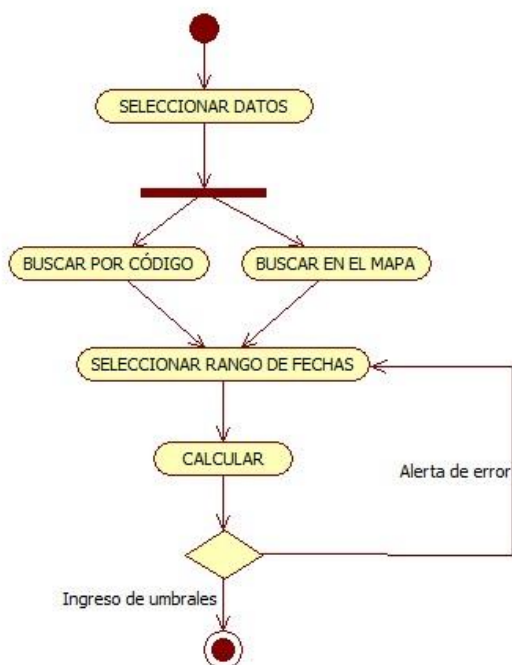 SELECCIONAR DATOS
BUSCAR POR CÓDIGO
BUSCAR EN EL MAPA
SELECCIONAR RANGO DE FECHAS
CALCULAR
Alerta de error
Ingreso de umbrales